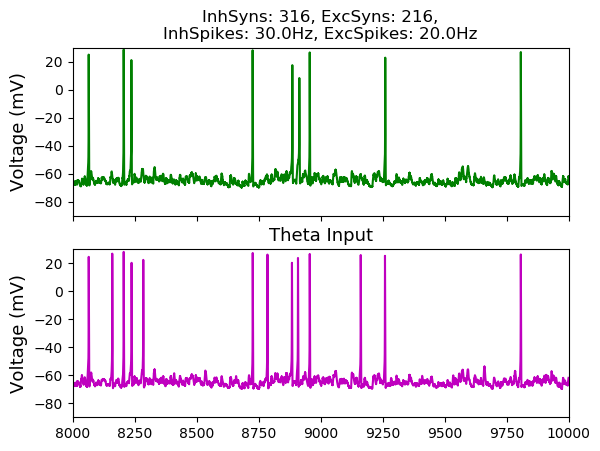 InhSyns: 316, ExcSyns: 216,
InhSpikes: 30.0Hz, ExcSpikes: 20.0Hz
Voltage (mV)
20
0
−20
−40
−60
−80
Theta Input
Voltage (mV)
20
0
−20
−40
−60
−80
8000 8250 8500 8750 9000 9250 9500 9750 10000